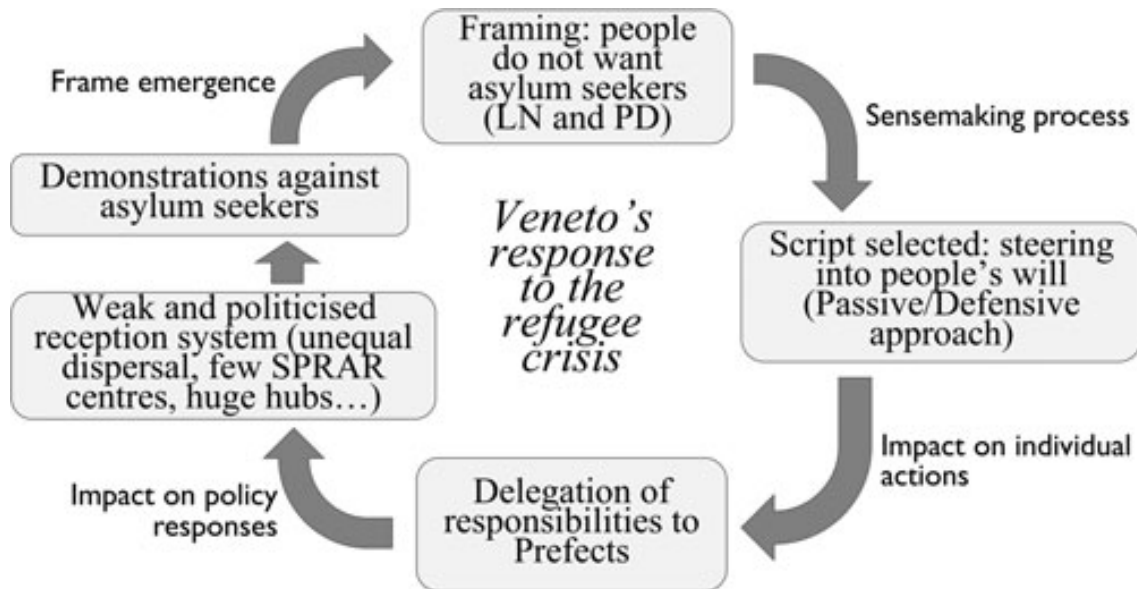 Framing: people
do not want
asylum seekers
(LN and PD)
Sensemaking process
Script selected: steering
into people's will
(Passive/Defensive
approach)
Impact on individual
actions
Delegation of
responsibilities to
Prefects
Impact on policy
responses
Weak and politicised
reception system (unequal
dispersal, few SPRAR
centres, huge hubs...)
Demonstrations against
asylum seekers
Frame emergence
Veneto's
response
to the
refugee
crisis